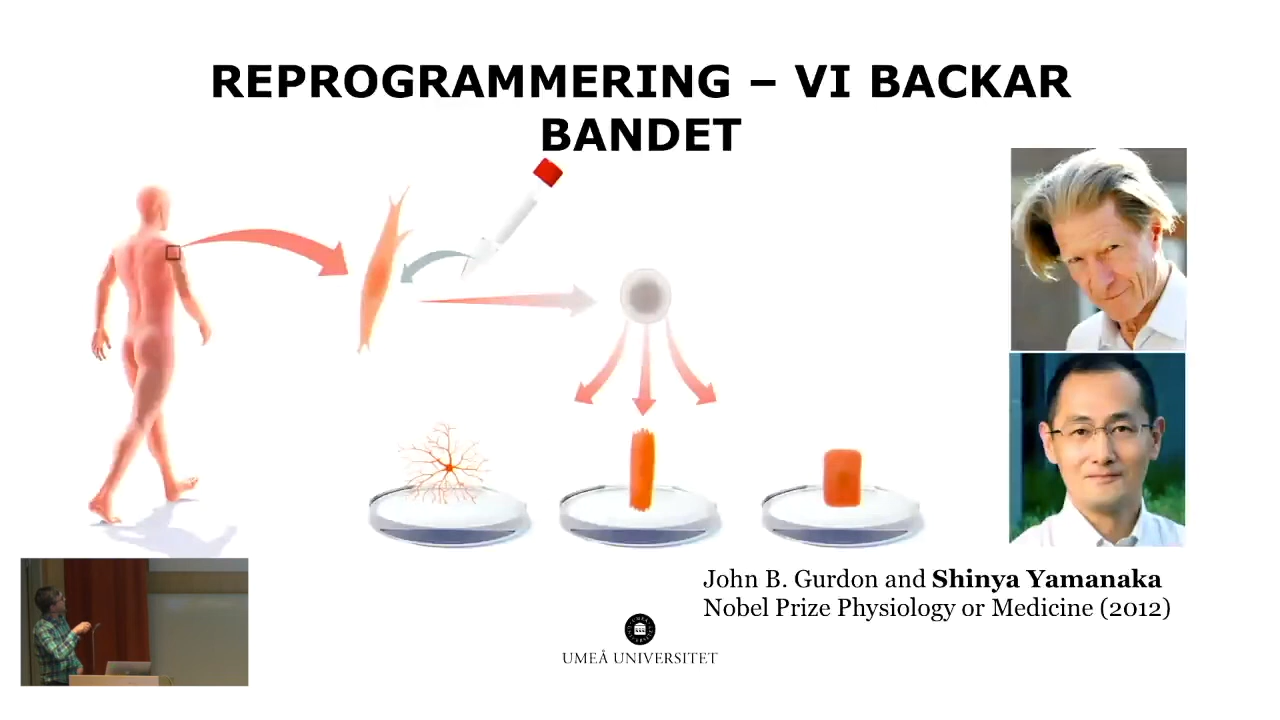 REPROGRAMMERING – VI BACKAR
BANDET
John B. Gurdon and Shinya Yamanaka
Nobel Prize Physiology or Medicine (2012)
UMEÅ UNIVERSITET